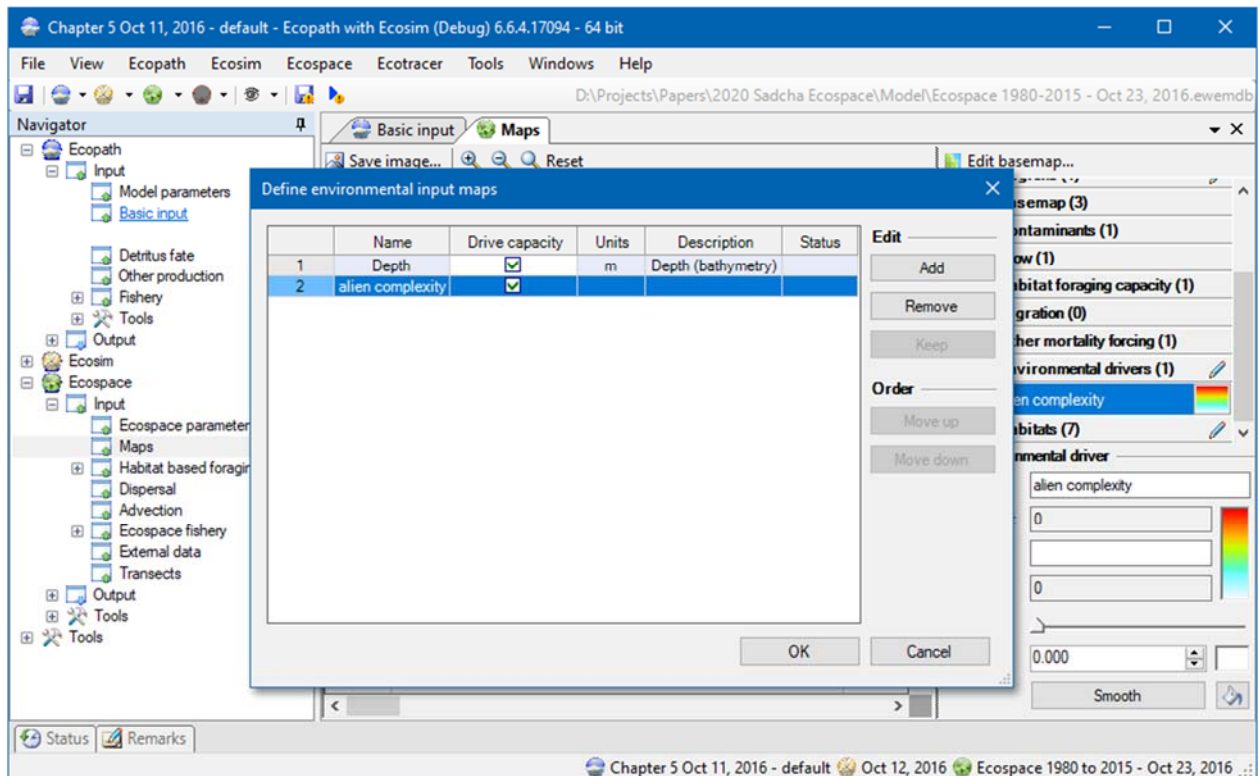 Chapter 5 Oct 11, 2016 - default - Ecopath with Ecosim (Debug) 6.6.4.17094 - 64 bit
File View Ecopath Ecosim Ecospace Ecotracer Tools Windows Help
D:\Projects\Papers\2020 Sadcha Ecospace\Model\Ecospace 1980-2015 - Oct 23, 2016.ewemdb
Navigator
Basic input Maps
Save image... Reset
Edit basemap...
Ecopath
Input
Model parameters
Basic input
Detritus fate
Other production
Fishery
Tools
Output
Ecosim
Ecospace
Input
Ecospace parameter
Maps
Habitat based foragin
Dispersal
Advection
Ecospace fishery
External data
Transects
Output
Tools
Tools
Define environmental input maps
Name Drive capacity Units Description Status
1 Depth m Depth (bathymetry)
2 alien complexity
Edit
Add
Remove
Keep
Order
Move up
Move down
OK Cancel
semap (3)
ntaminants (1)
ow (1)
bitat foraging capacity (1)
gration (0)
her mortality forcing (1)
vironmental drivers (1)
en complexity
bitats (7)
nmental driver
alien complexity
0
0
0.000
Smooth
Status Remarks
Chapter 5 Oct 11, 2016 - default Oct 12, 2016 Ecospace 1980 to 2015 - Oct 23, 2016